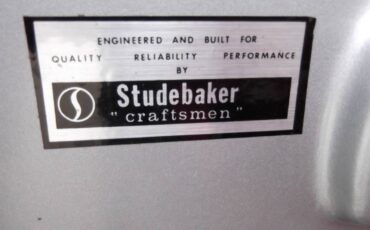 ENGINEERED AND BUILT FOR
QUALITY RELIABILITY PERFORMANCE
BY
Studebaker
"craftsmen"